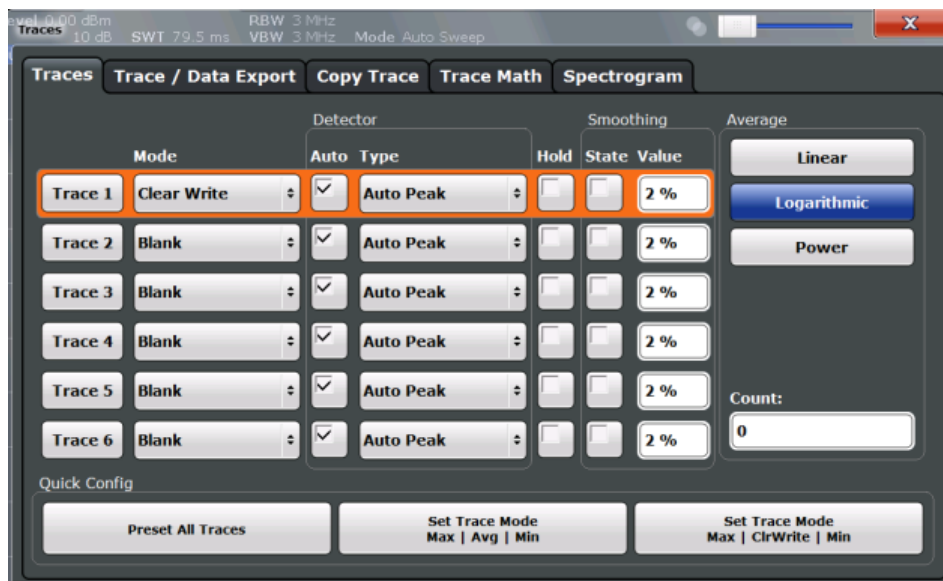 evel 0.00 dBm RBW 3 MHz
Traces 10 dB SWT 79.5 ms VBW 3 MHz Mode Auto Sweep
X
Traces Trace / Data Export Copy Trace Trace Math Spectrogram
Detector Smoothing Average
Mode Auto Type Hold State Value
Linear
Trace 1 Clear Write Auto Peak 2 %
Logarithmic
Trace 2 Blank Auto Peak 2 %
Power
Trace 3 Blank Auto Peak 2 %
Trace 4 Blank Auto Peak 2 %
Trace 5 Blank Auto Peak 2 %
Count:
Trace 6 Blank Auto Peak 2 %
0
Quick Config
Preset All Traces
Set Trace Mode
Max | Avg | Min
Set Trace Mode
Max | ClrWrite | Min